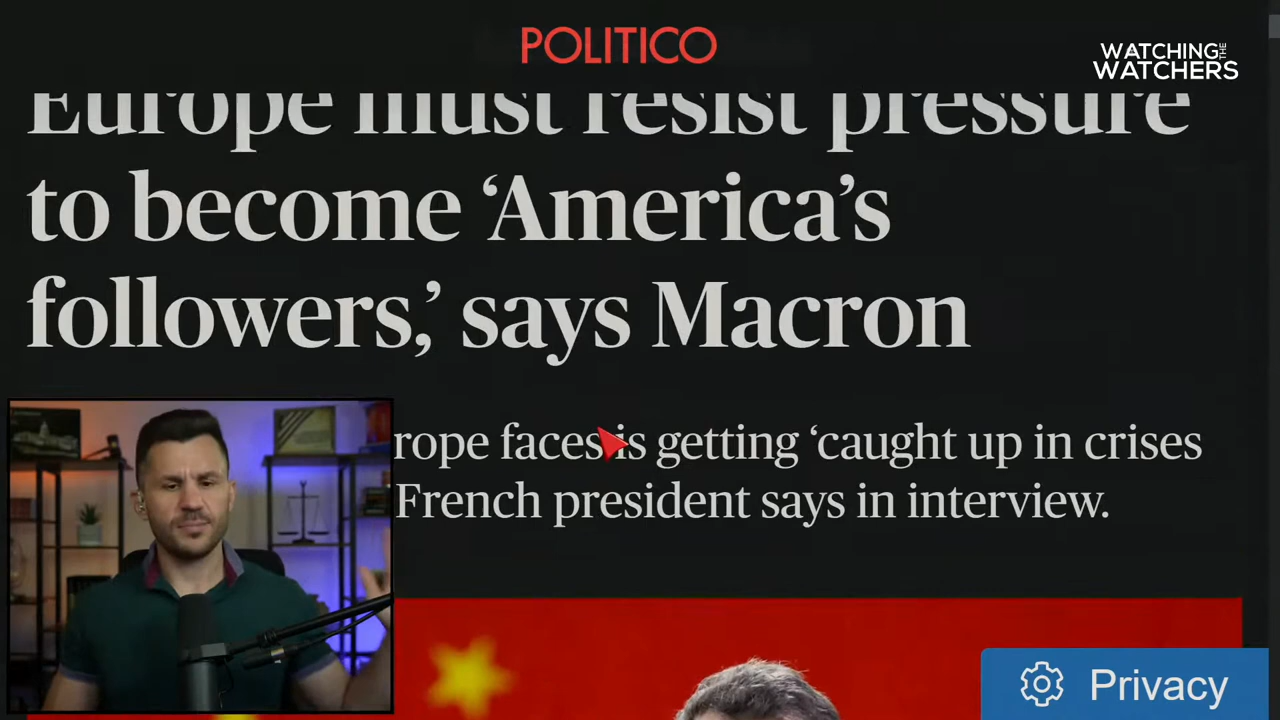 POLITICO
WATCHING THE
WATCHERS
Europe must resist pressure
to become ‘America’s
followers,’ says Macron
rope faces is getting ‘caught up in crises
French president says in interview.
Privacy